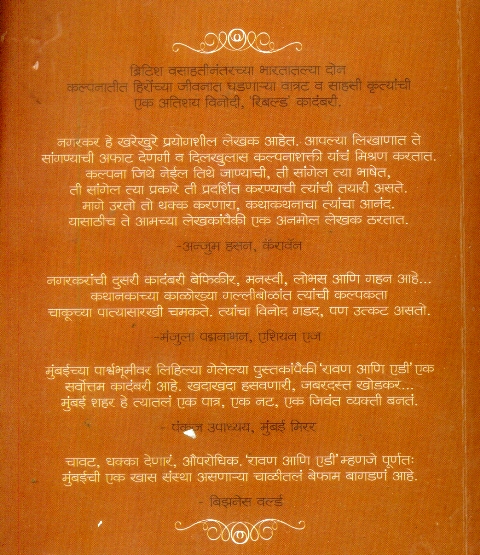 ब्रिटिश वसाहतीनंतरच्या भारतातल्या दोन
कल्पनातीत हिरोंच्या जीवनात घडणाऱ्या वात्रट व साहसी कृत्यांची
एक अतिशय विनोदी, 'रिबल्ड' कादंबरी.
नगरकर हे खरेखुरे प्रयोगशील लेखक आहेत. आपल्या लिखाणात ते
सांगण्याची अफाट देणगी व दिलखुलास कल्पनाशक्ती यांचं मिश्रण करतात.
कल्पना जिथे नेईल तिथे जाण्याची, ती सांगेल त्या भाषेत,
ती सांगेल त्या प्रकारे ती प्रदर्शित करण्याची त्यांची तयारी असते.
मागे उरतो तो थक्क करणारा, कथाकथनाचा त्यांचा आनंद.
यासाठीच ते आमच्या लेखकांपैकी एक अनमोल लेखक ठरतात.
-अन्जुम हसन, कॅरावॅन
नगरकरांची दुसरी कादंबरी बेफिकीर, मनस्वी, लोभस आणि गहन आहे...
कथानकाच्या काळोख्या गल्लीबोळांत त्यांची कल्पकता
चाकूच्या पात्यासारखी चमकते. त्यांचा विनोद गडद, पण उत्कट असतो.
-मंजुला पद्मनाभन, एशियन एज
मुंबईच्या पार्श्वभूमीवर लिहिल्या गेलेल्या पुस्तकांपैकी 'रावण आणि एडी' एक
सर्वोत्तम कादंबरी आहे. खदाखदा हसवणारी, जबरदस्त खोडकर...
मुंबई शहर हे त्यातलं एक पात्र, एक नट, एक जिवंत व्यक्ती बनतं.
- पंकज उपाध्यय, मुंबई मिरर
चावट, धक्का देणारं, औपरोधिक. 'रावण आणि एडी' म्हणजे पूर्णतः
मुंबईची एक खास संस्था असणाऱ्या चाळीतलं बेफाम बागडणं आहे.
- बिझनेस वर्ल्ड